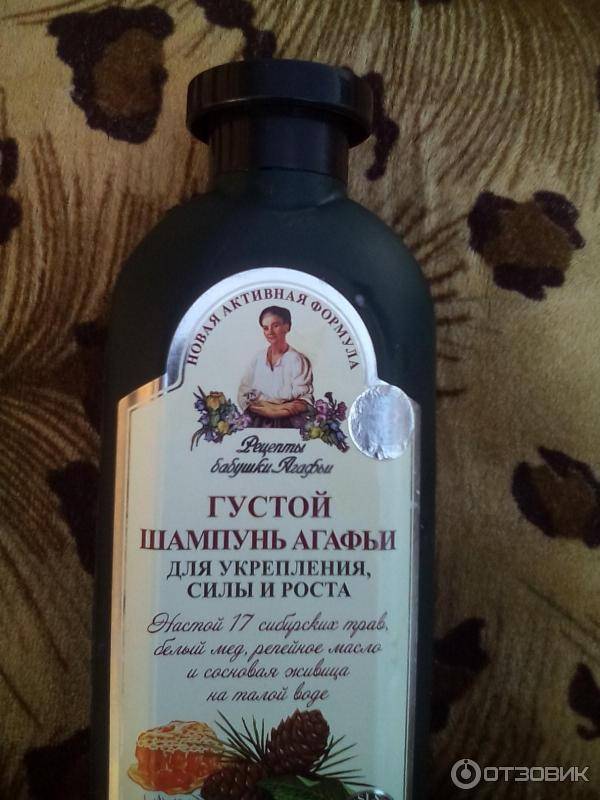 НОВАЯ АКТИВНАЯ ФОРМУЛА
Рецепты
бабушки Агафьи
ГУСТОЙ
ШАМПУНЬ АГАФЬИ
ДЛЯ УКРЕПЛЕНИЯ,
СИЛЫ И РОСТА
Настой 17 сибирских трав,
белый мед, репейное масло
и сосновая живица
на талой воде
ОТЗОВИК